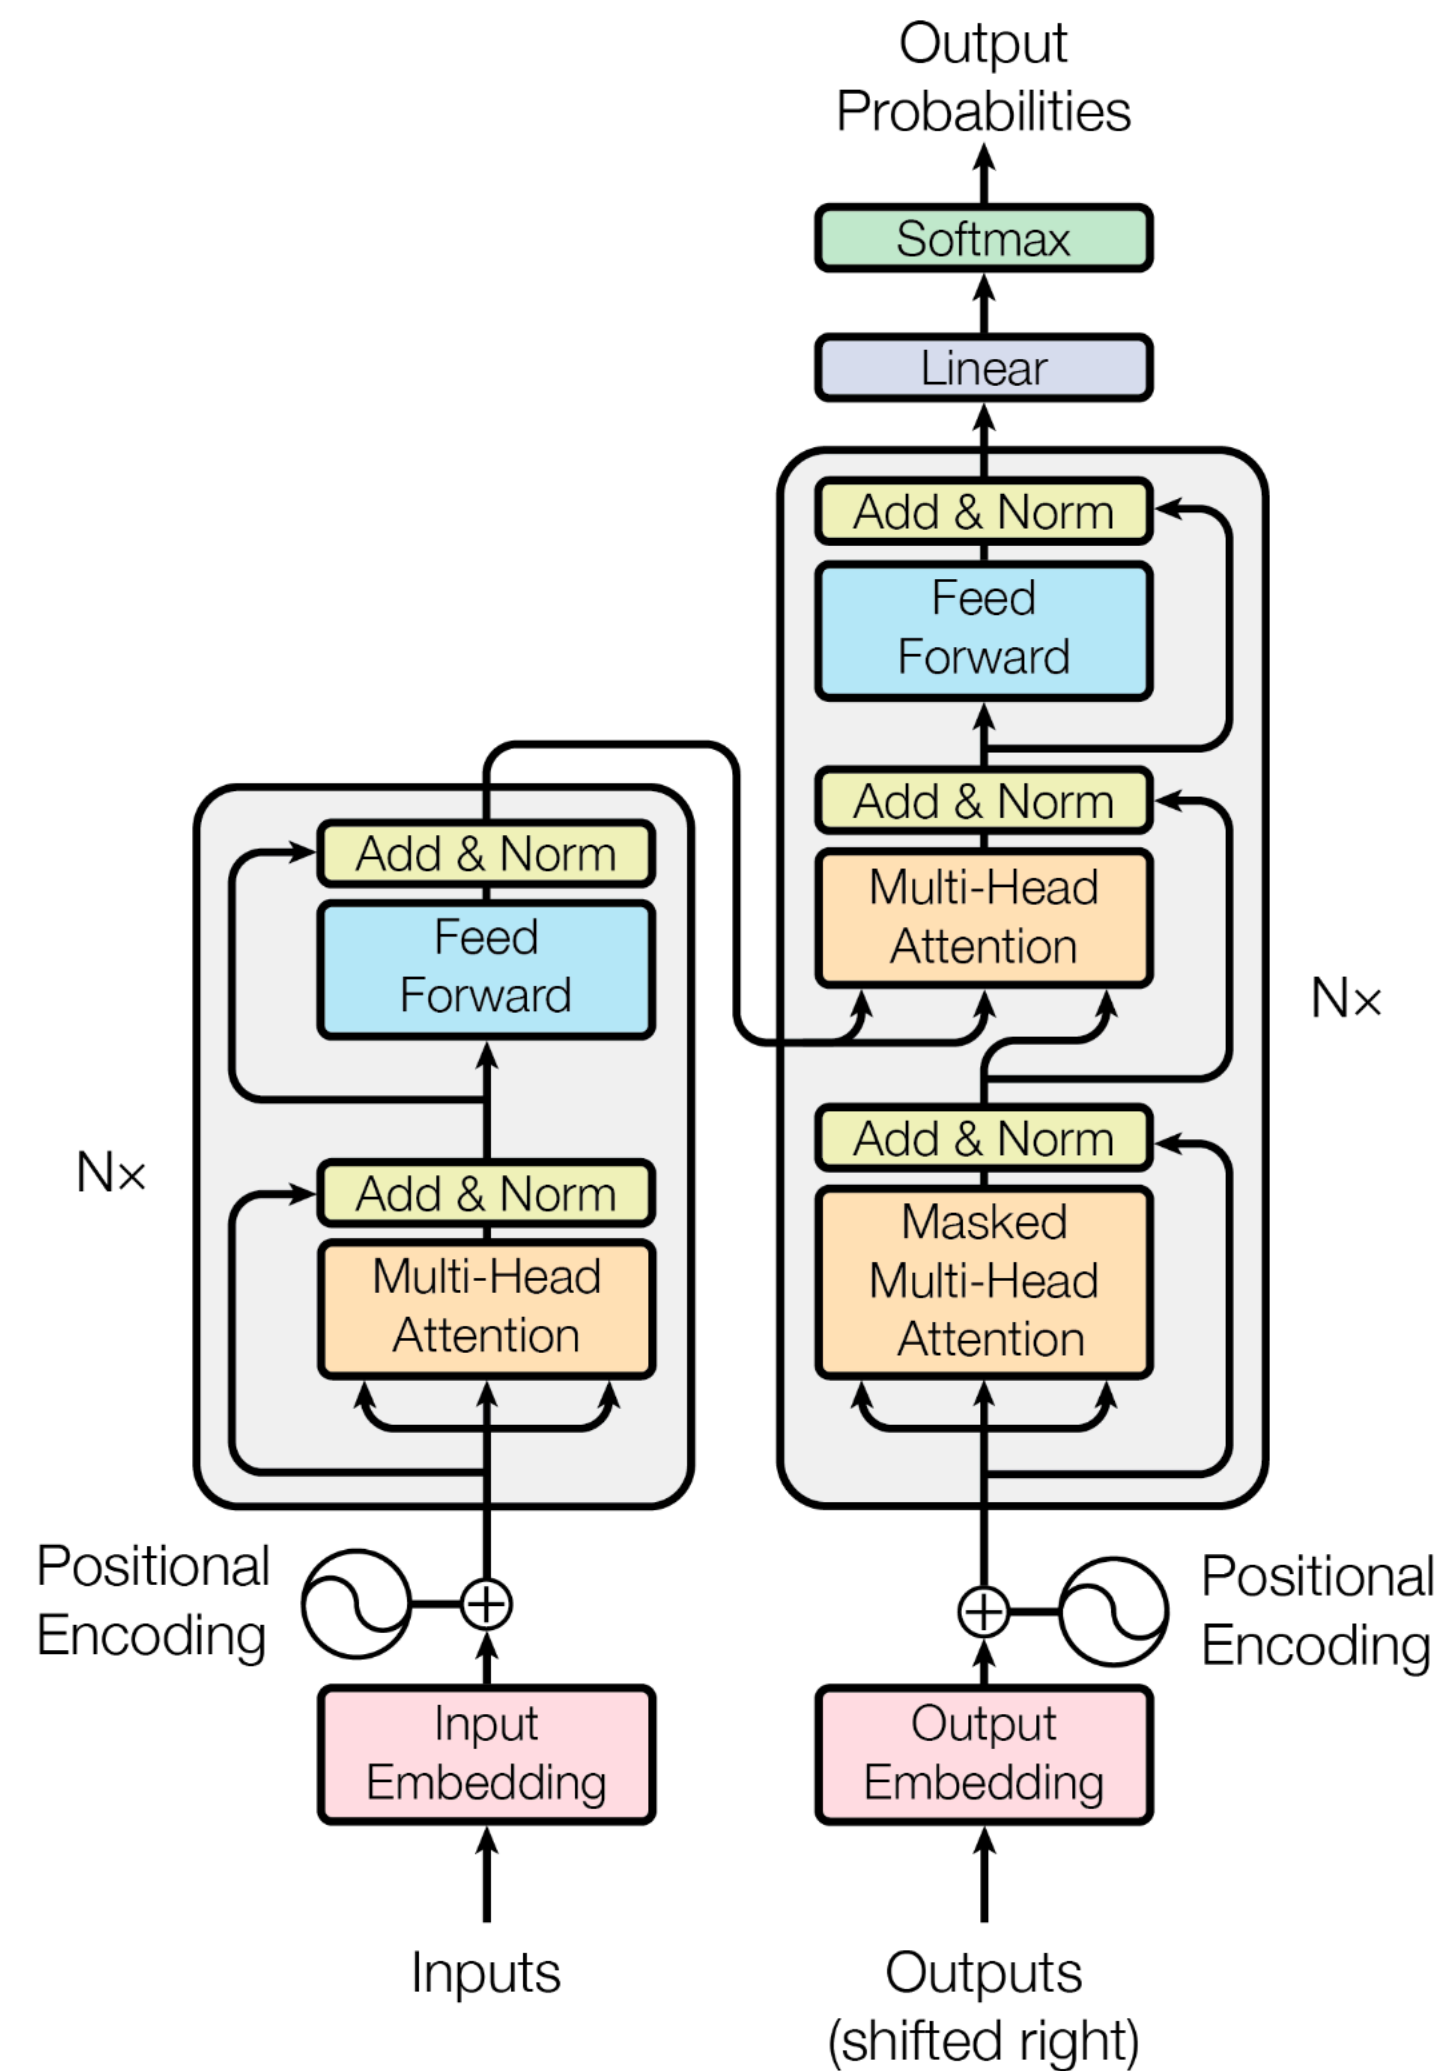 Output
Probabilities
Softmax
Linear
Add & Norm
Feed
Forward
Add & Norm
Multi-Head
Attention
N×
Add & Norm
Masked
Multi-Head
Attention
Add & Norm
Feed
Forward
N×
Add & Norm
Multi-Head
Attention
Positional
Encoding
Positional
Encoding
Input
Embedding
Output
Embedding
Inputs
Outputs
(shifted right)